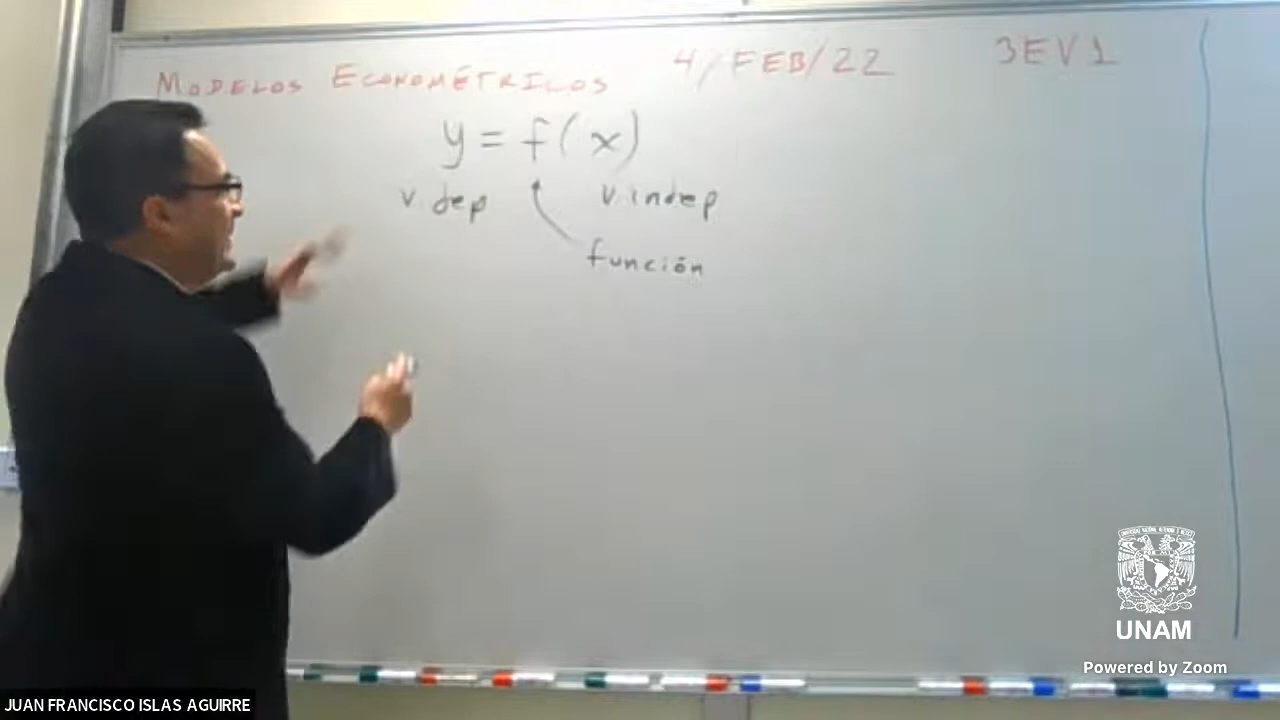 MODELOS ECONOMÉTRICOS 4/FEB/22 3EV1
y = f(x)
v. dep v. indep
función
UNAM
Powered by Zoom
JUAN FRANCISCO ISLAS AGUIRRE